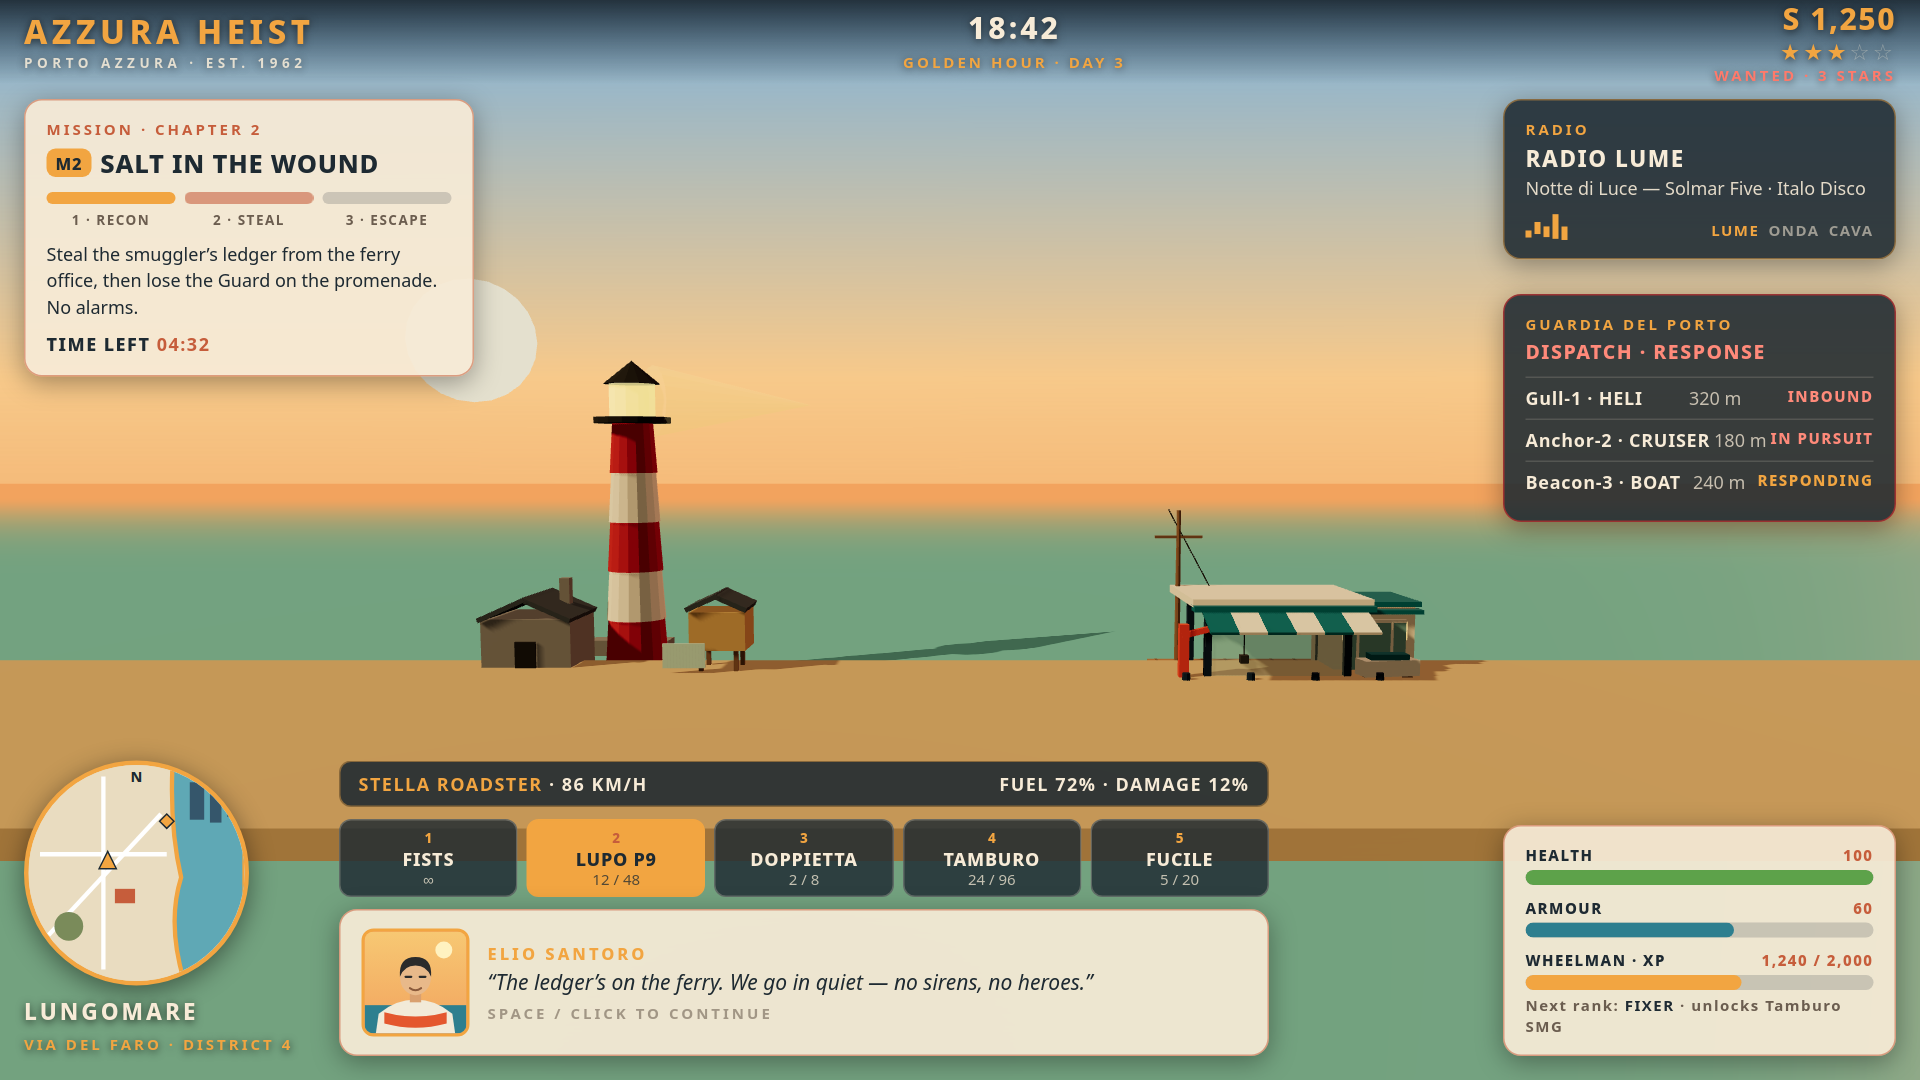 AZZURA HEIST
PORTO AZZURA · EST. 1962
18:42
GOLDEN HOUR · DAY 3
S 1,250
★★★☆☆
WANTED · 3 STARS
MISSION · CHAPTER 2
M2 SALT IN THE WOUND
1 · RECON 2 · STEAL 3 · ESCAPE
Steal the smuggler’s ledger from the ferry
office, then lose the Guard on the promenade.
No alarms.
TIME LEFT 04:32
RADIO
RADIO LUME
Notte di Luce — Solmar Five · Italo Disco
LUME ONDA CAVA
GUARDIA DEL PORTO
DISPATCH · RESPONSE
Gull-1 · HELI 320 m INBOUND
Anchor-2 · CRUISER 180 m IN PURSUIT
Beacon-3 · BOAT 240 m RESPONDING
N
LUNGOMARE
VIA DEL FARO · DISTRICT 4
STELLA ROADSTER · 86 KM/H FUEL 72% · DAMAGE 12%
1 2 3 4 5
FISTS LUPO P9 DOPPIETTA TAMBURO FUCILE
∞ 12 / 48 2 / 8 24 / 96 5 / 20
ELIO SANTORO
“The ledger’s on the ferry. We go in quiet — no sirens, no heroes.”
SPACE / CLICK TO CONTINUE
HEALTH 100
ARMOUR 60
WHEELMAN · XP 1,240 / 2,000
Next rank: FIXER · unlocks Tamburo
SMG